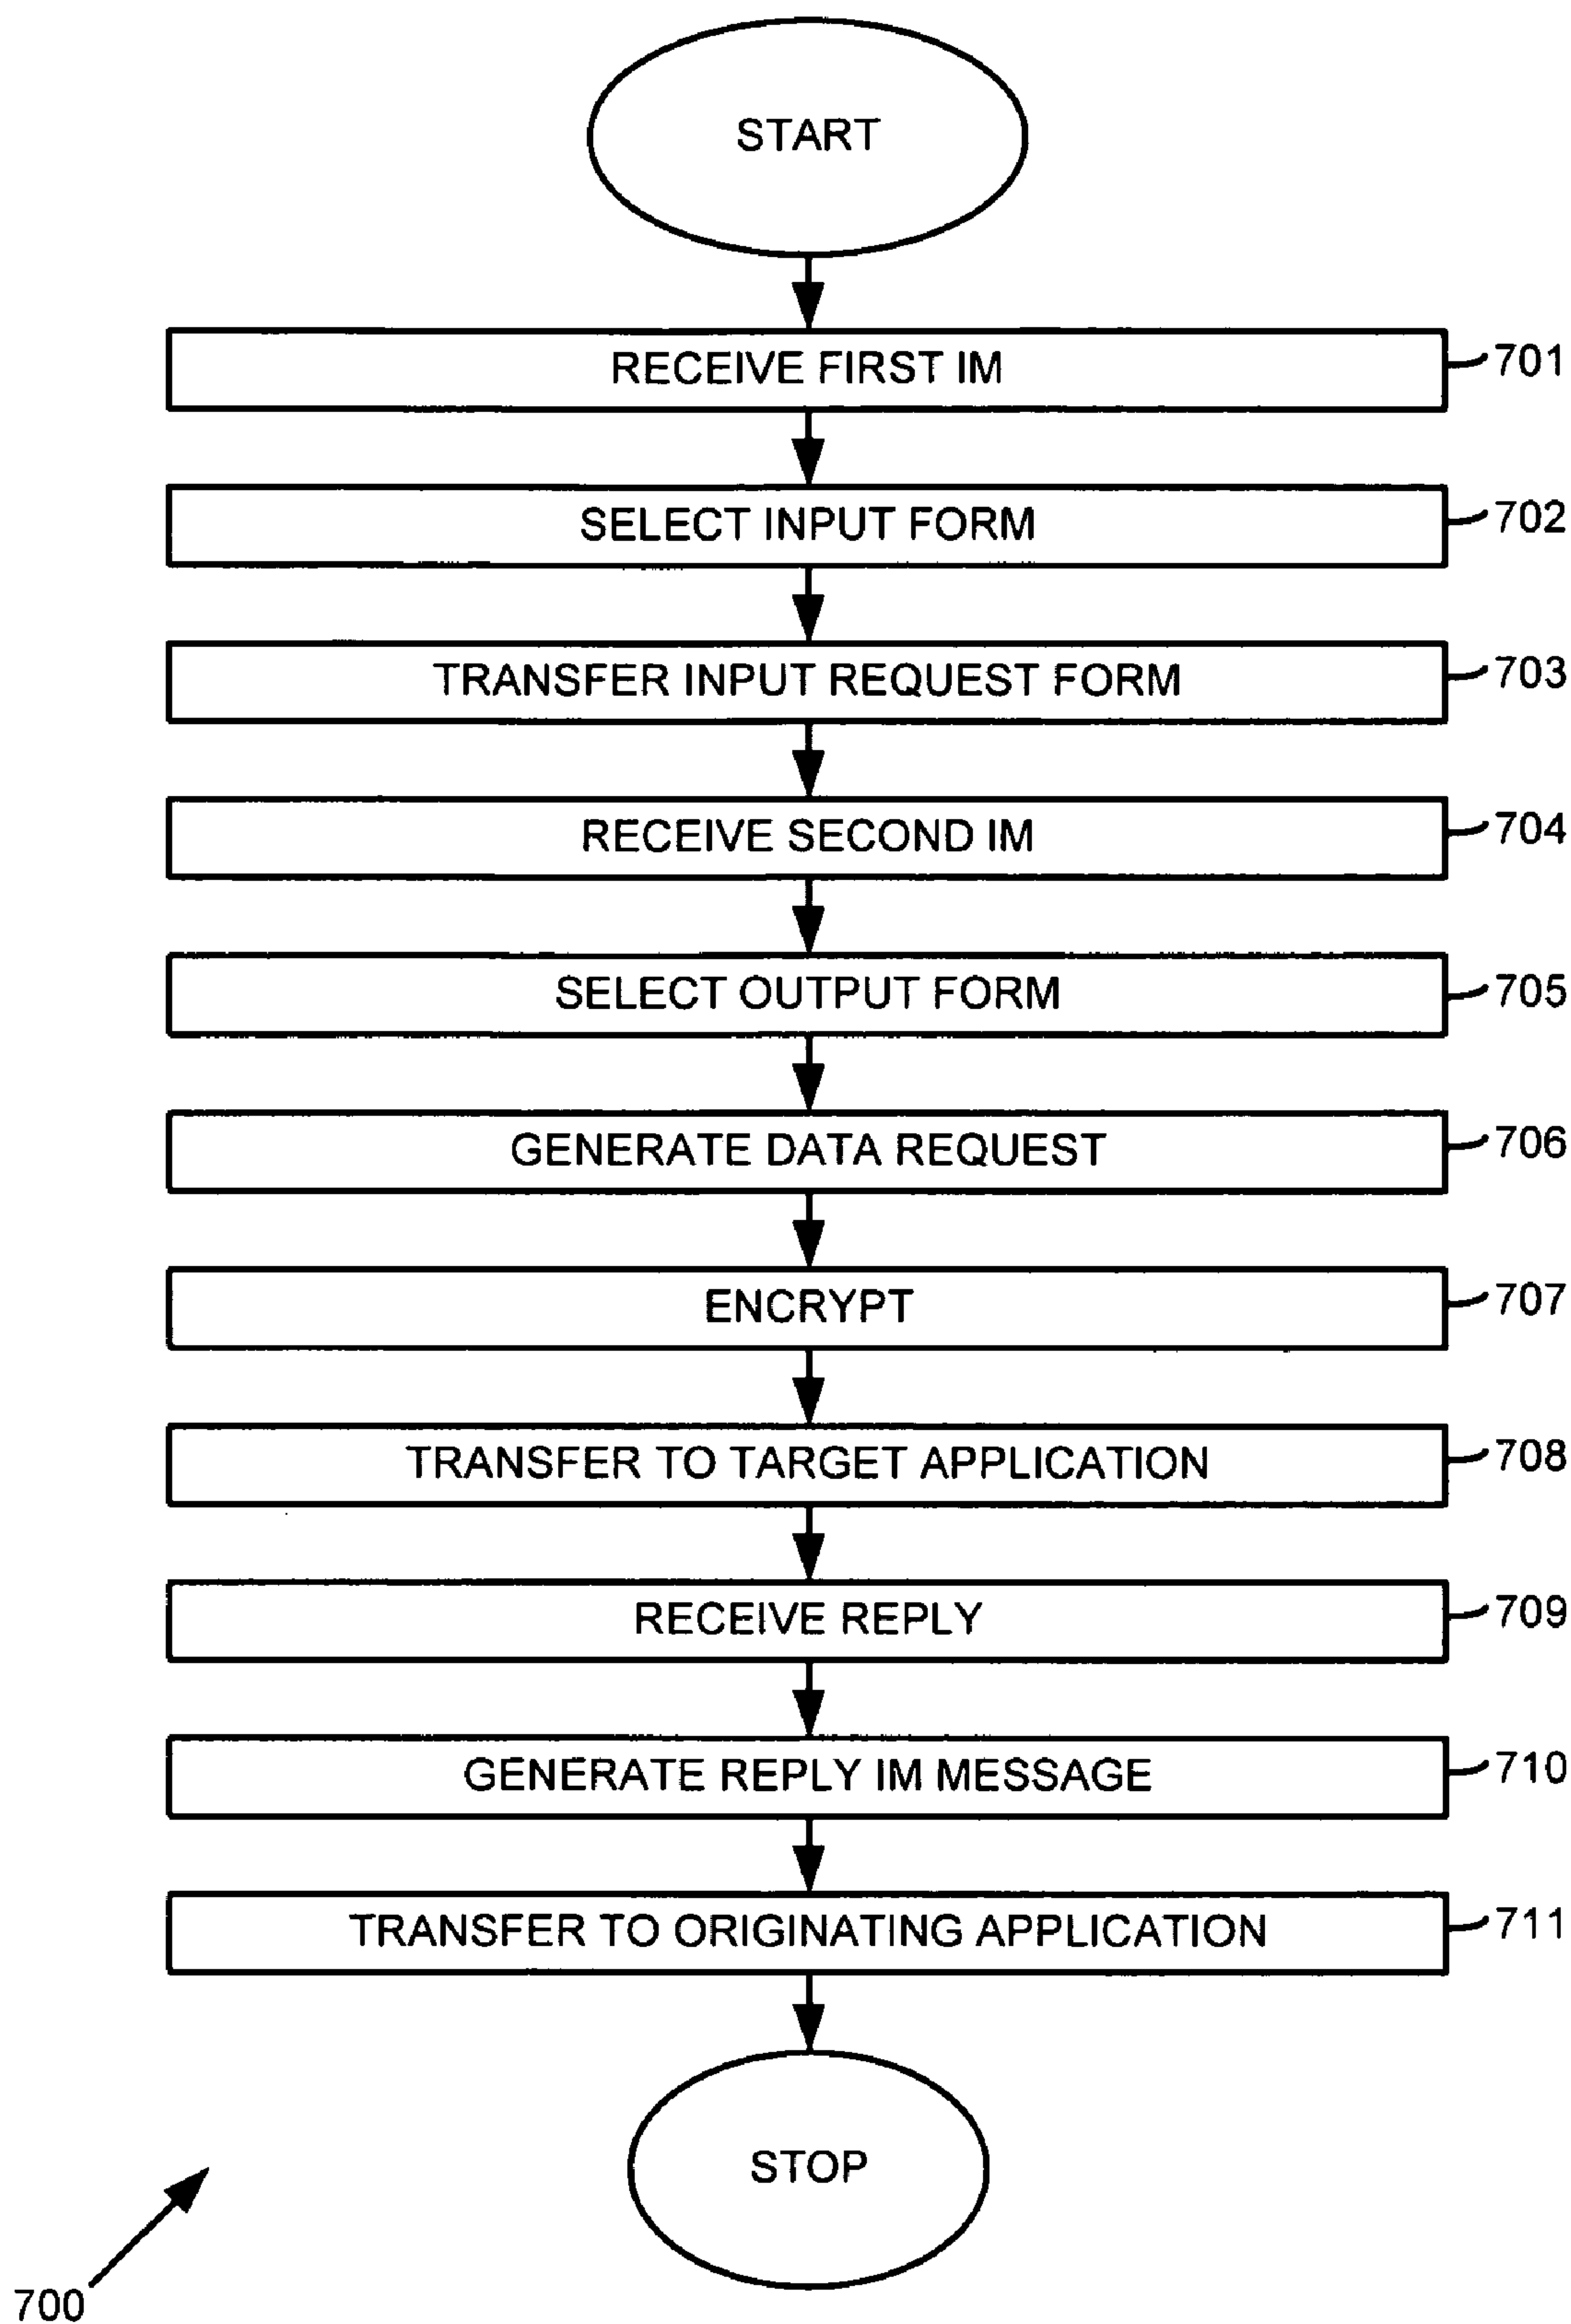 START
RECEIVE FIRST IM
701
SELECT INPUT FORM
702
TRANSFER INPUT REQUEST FORM
703
RECEIVE SECOND IM
704
SELECT OUTPUT FORM
705
GENERATE DATA REQUEST
706
ENCRYPT
707
TRANSFER TO TARGET APPLICATION
708
RECEIVE REPLY
709
GENERATE REPLY IM MESSAGE
710
TRANSFER TO ORIGINATING APPLICATION
711
STOP
700